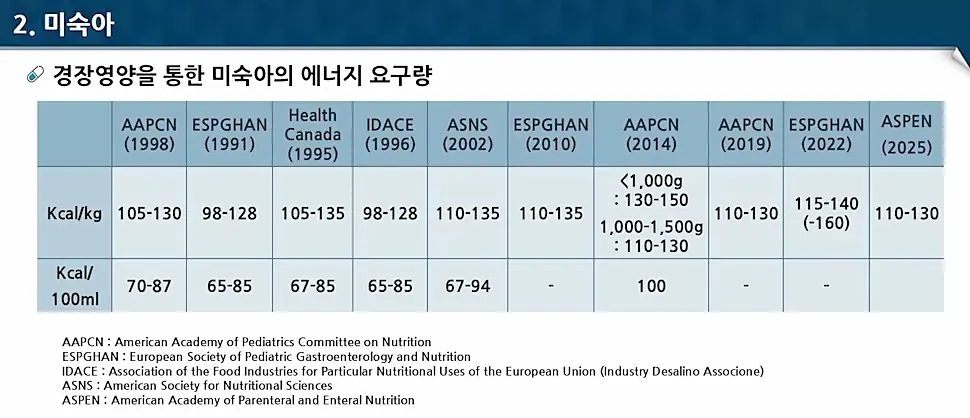 2. 미숙아
경장영양을 통한 미숙아의 에너지 요구량
AAPCN (1998) ESPGHAN (1991) Health Canada (1995) IDACE (1996) ASNS (2002) ESPGHAN (2010) AAPCN (2014) AAPCN (2019) ESPGHAN (2022) ASPEN (2025)
Kcal/kg 105-130 98-128 105-135 98-128 110-135 110-135 <1,000g : 130-150 1,000-1,500g : 110-130 110-130 115-140 (-160) 110-130
Kcal/ 100ml 70-87 65-85 67-85 65-85 67-94 - 100 - -
AAPCN : American Academy of Pediatrics Committee on Nutrition
ESPGHAN : European Society of Pediatric Gastroenterology and Nutrition
IDACE : Association of the Food Industries for Particular Nutritional Uses of the European Union (Industry Desalino Associone)
ASNS : American Society for Nutritional Sciences
ASPEN : American Academy of Parenteral and Enteral Nutrition